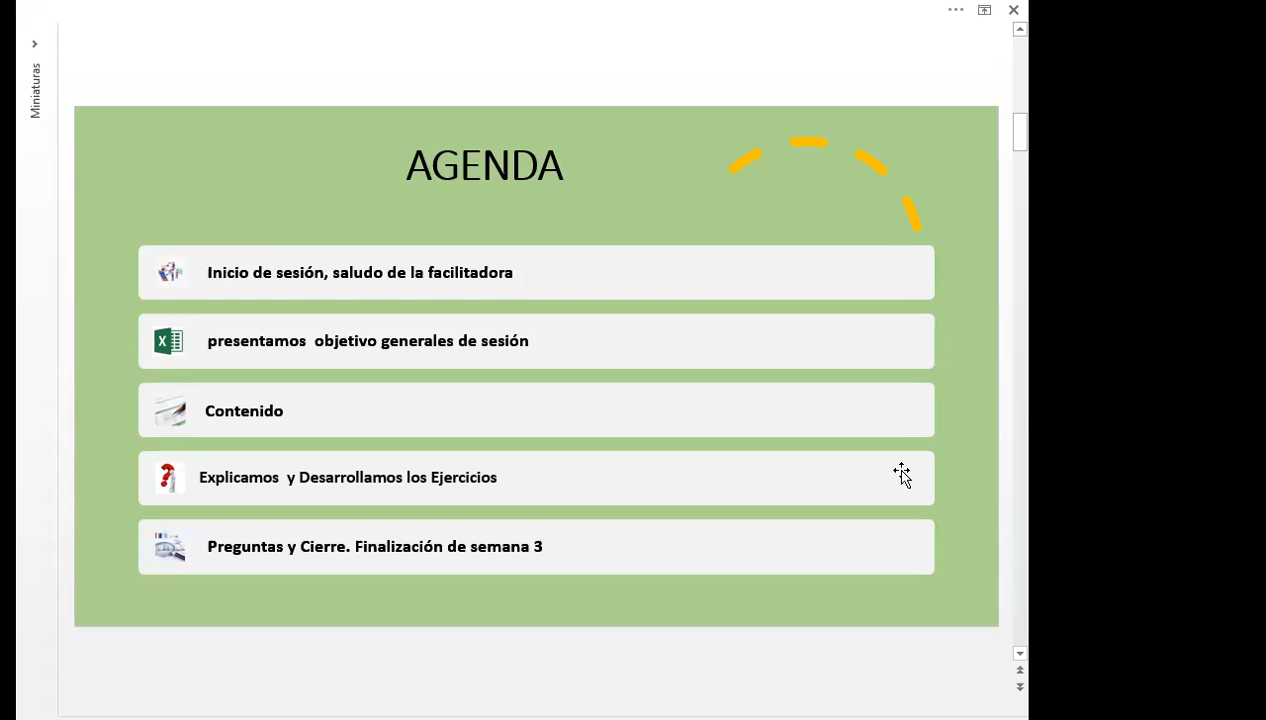 Miniaturas
AGENDA
Inicio de sesión, saludo de la facilitadora
presentamos  objetivo generales de sesión
Contenido
Explicamos  y Desarrollamos los Ejercicios
Preguntas y Cierre. Finalización de semana 3